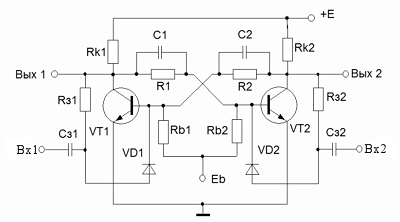 +E
Rk1
C1
C2
Rk2
Вых 1
R1
R2
Вых 2
Rз1
Rз2
VT1
Rb1
Rb2
VT2
Cз1
Cз2
Вх1
VD1
VD2
Вх2
Eb